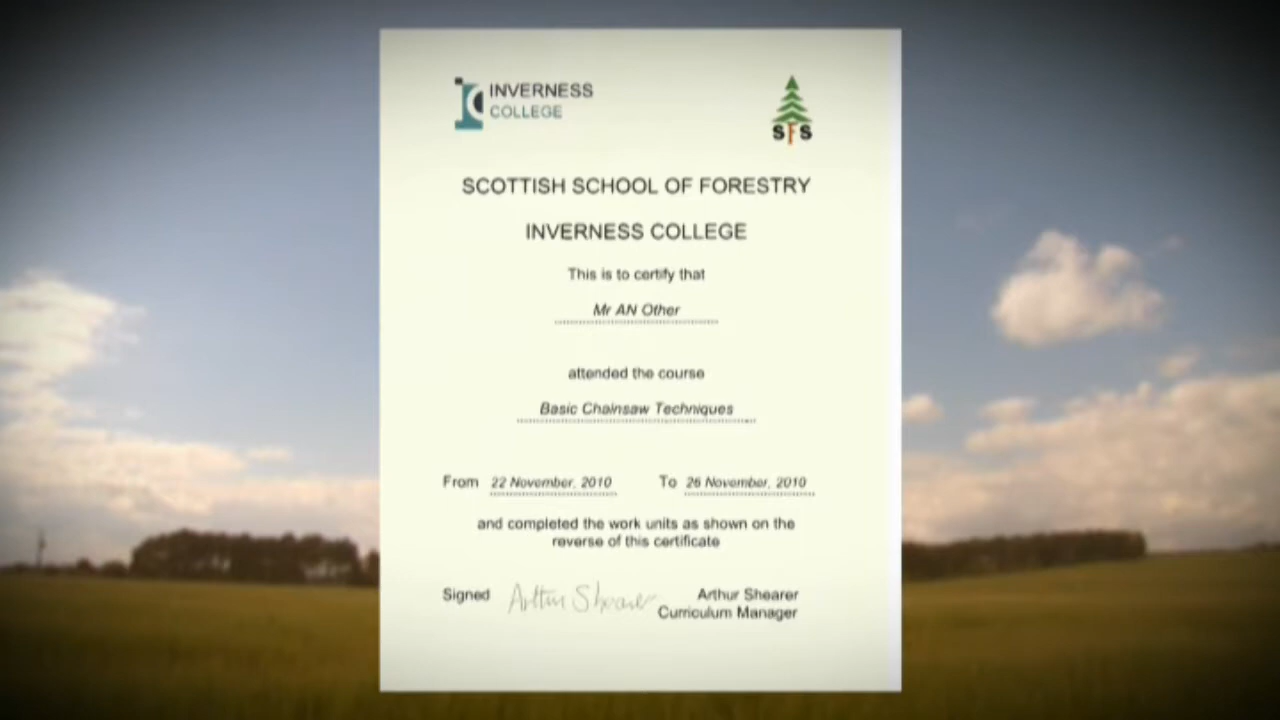 INVERNESS
COLLEGE
SFS
SCOTTISH SCHOOL OF FORESTRY
INVERNESS COLLEGE
This is to certify that
Mr AN Other
attended the course
Basic Chainsaw Techniques
From 22 November, 2010 To 26 November, 2010
and completed the work units as shown on the
reverse of this certificate
Signed Arthur Shearer Arthur Shearer
Curriculum Manager